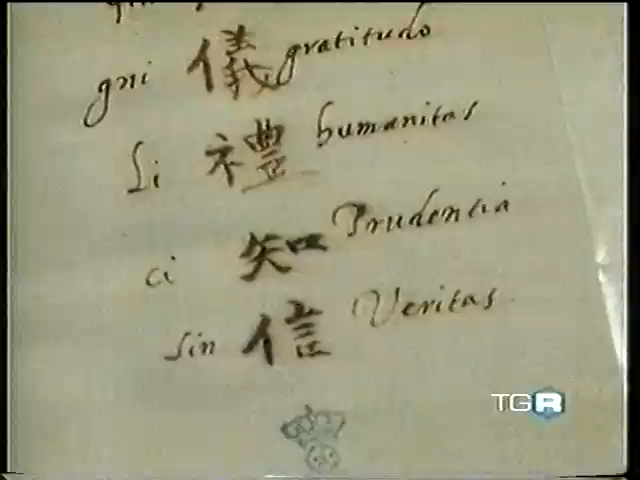 gni 儀 gratitudo
Li 禮 humanitas
ci 知 Prudentia
sin 信 Veritas
TGR